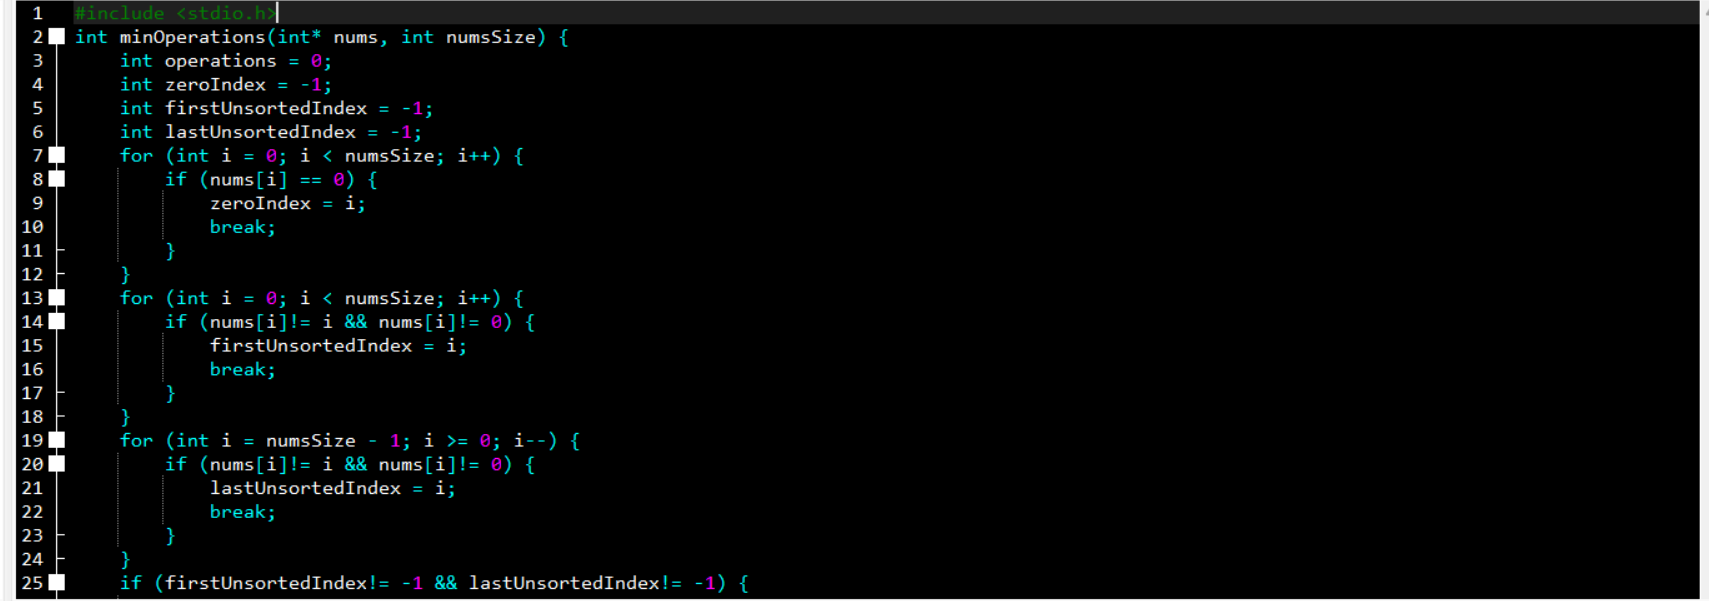 1 #include <stdio.h>
2 int minOperations(int* nums, int numsSize) {
3 int operations = 0;
4 int zeroIndex = -1;
5 int firstUnsortedIndex = -1;
6 int lastUnsortedIndex = -1;
7 for (int i = 0; i < numsSize; i++) {
8 if (nums[i] == 0) {
9 zeroIndex = i;
10 break;
11 }
12 }
13 for (int i = 0; i < numsSize; i++) {
14 if (nums[i]!= i && nums[i]!= 0) {
15 firstUnsortedIndex = i;
16 break;
17 }
18 }
19 for (int i = numsSize - 1; i >= 0; i--) {
20 if (nums[i]!= i && nums[i]!= 0) {
21 lastUnsortedIndex = i;
22 break;
23 }
24 }
25 if (firstUnsortedIndex!= -1 && lastUnsortedIndex!= -1) {